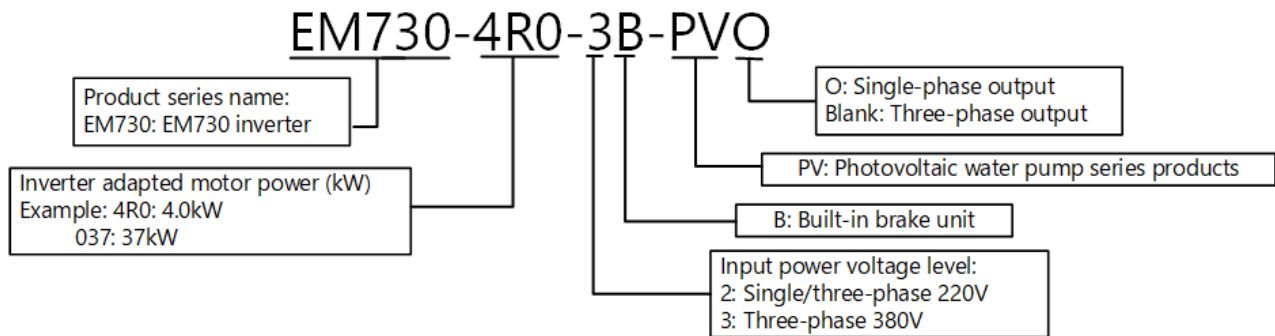 EM730-4R0-3B-PVO
Product series name:
EM730: EM730 inverter
O: Single-phase output
Blank: Three-phase output
PV: Photovoltaic water pump series products
Inverter adapted motor power (kW)
Example: 4R0: 4.0kW
037: 37kW
B: Built-in brake unit
Input power voltage level:
2: Single/three-phase 220V
3: Three-phase 380V